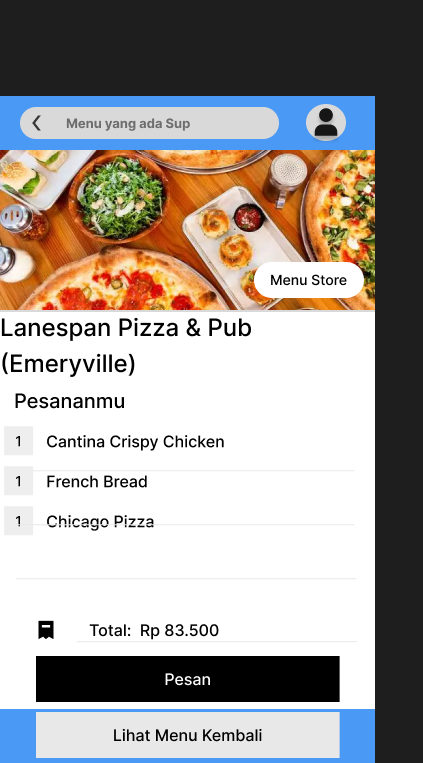 Menu yang ada Sup
Menu Store
Lanespan Pizza & Pub
(Emeryville)
Pesananmu
1 Cantina Crispy Chicken
1 French Bread
1 Chicago Pizza
Total: Rp 83.500
Pesan
Lihat Menu Kembali